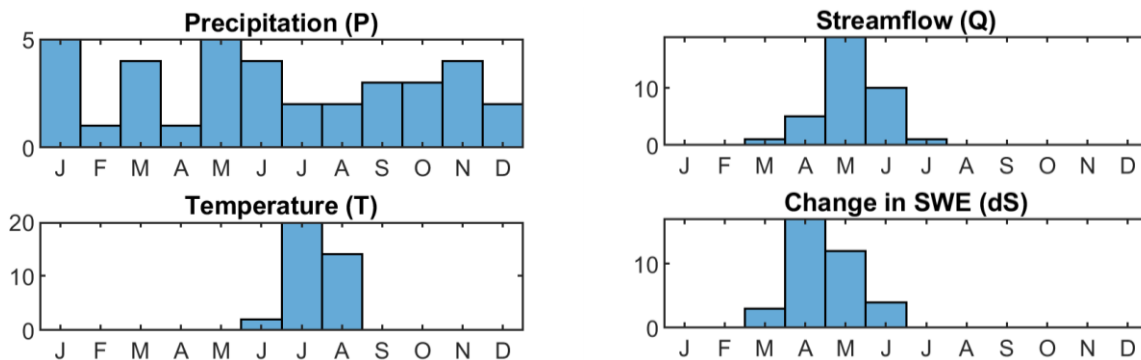 Precipitation (P)
5
0
J F M A M J J A S O N D
Streamflow (Q)
10
0
J F M A M J J A S O N D
Temperature (T)
20
10
0
J F M A M J J A S O N D
Change in SWE (dS)
10
0
J F M A M J J A S O N D